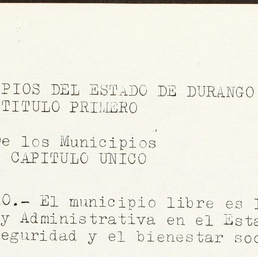 PIOS DEL ESTADO DE DURANGO
TITULO PRIMERO
De los Municipios
CAPITULO UNICO
O.- El municipio libre es l
y Administrativa en el Esta
eguridad y el bienestar soc